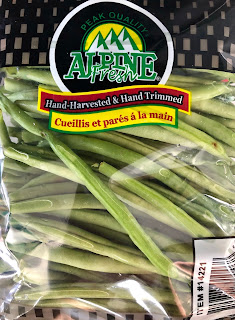 PEAK QUALITY
ALPINE
Fresh
Hand-Harvested & Hand Trimmed
Cueillis et parés à la main
ITEM #14221